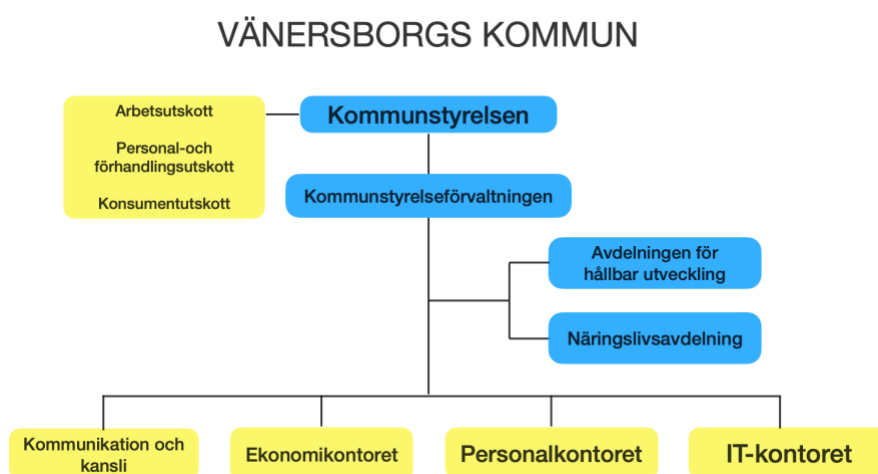 VÄNERSBORGS KOMMUN
Arbetsutskott
Personal-och
förhandlingsutskott
Konsumentutskott
Kommunstyrelsen
Kommunstyrelseförvaltningen
Avdelningen för
hållbar utveckling
Näringslivsavdelning
Kommunikation och
kansli
Ekonomikontoret
Personalkontoret
IT-kontoret